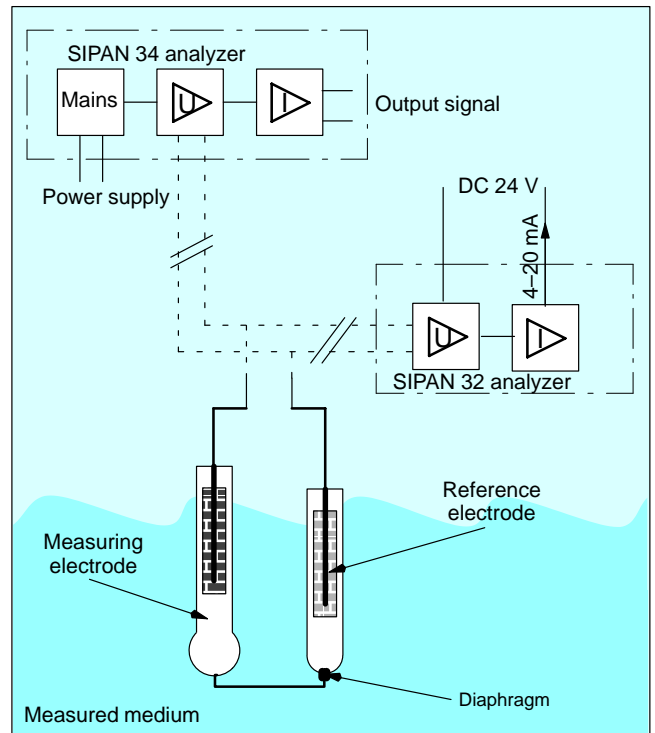 SIPAN 34 analyzer
Mains
U
I
Output signal
Power supply
DC 24 V
4–20 mA
U
I
SIPAN 32 analyzer
Reference
electrode
Measuring
electrode
Diaphragm
Measured medium